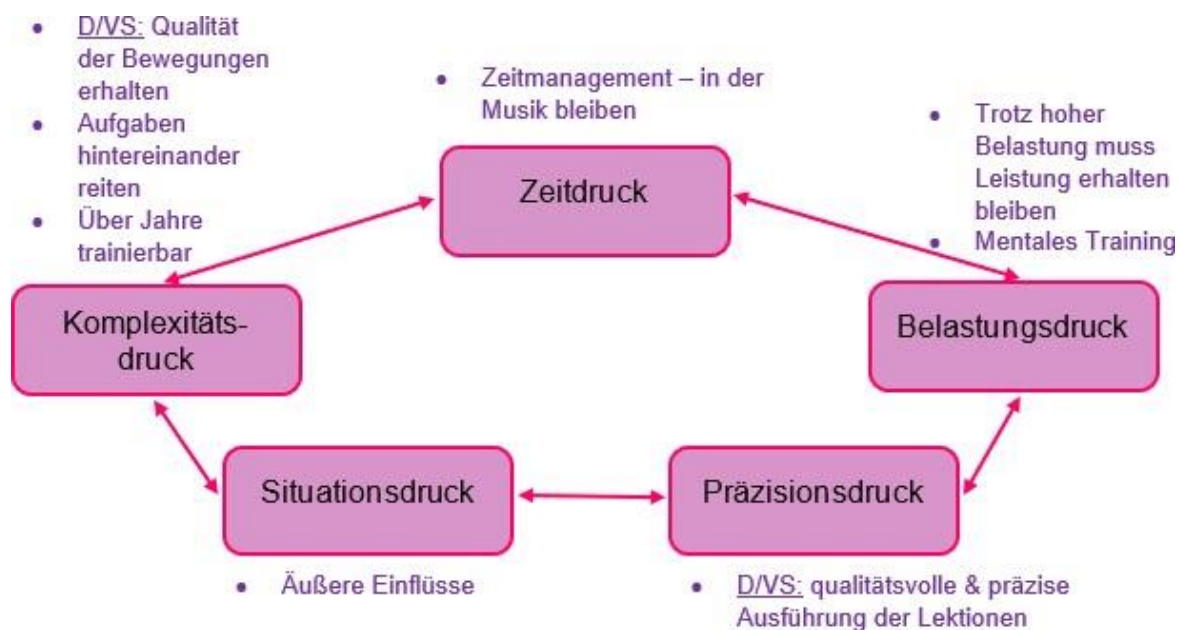 • D/VS: Qualität
der Bewegungen
erhalten
• Aufgaben
hintereinander
reiten
• Über Jahre
trainierbar
• Zeitmanagement – in der
Musik bleiben
• Trotz hoher
Belastung muss
Leistung erhalten
bleiben
• Mentales Training
Zeitdruck
Komplexitäts-
druck
Belastungsdruck
Situationsdruck
Präzisionsdruck
• Äußere Einflüsse
• D/VS: qualitätsvolle & präzise
Ausführung der Lektionen